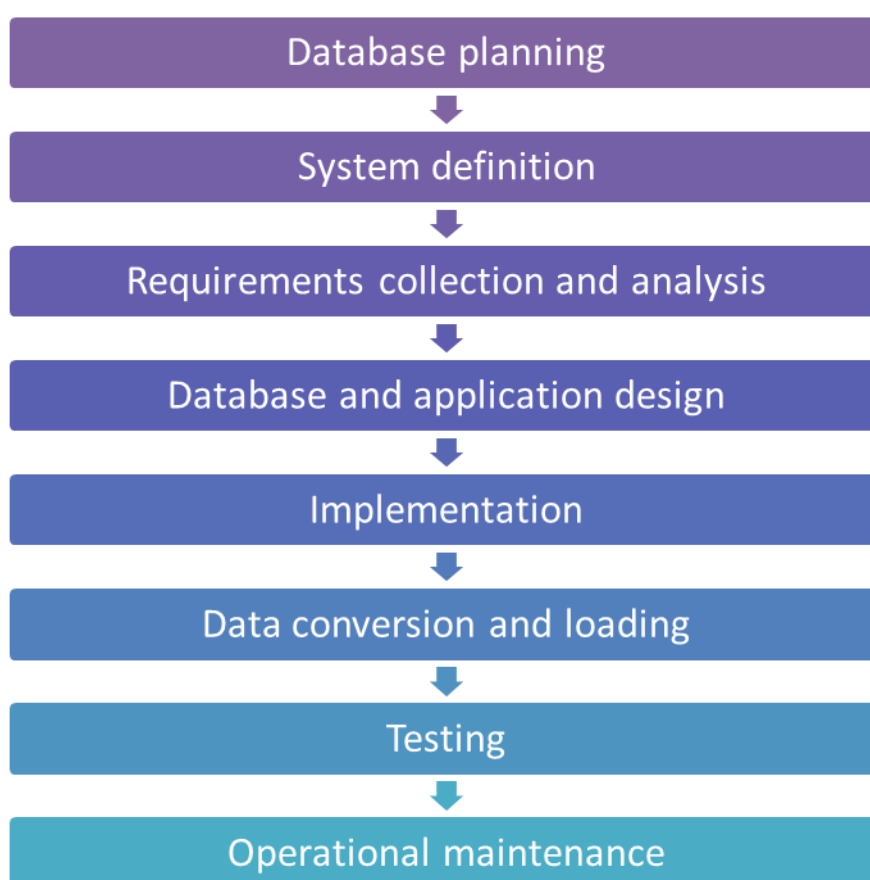 Database planning
System definition
Requirements collection and analysis
Database and application design
Implementation
Data conversion and loading
Testing
Operational maintenance